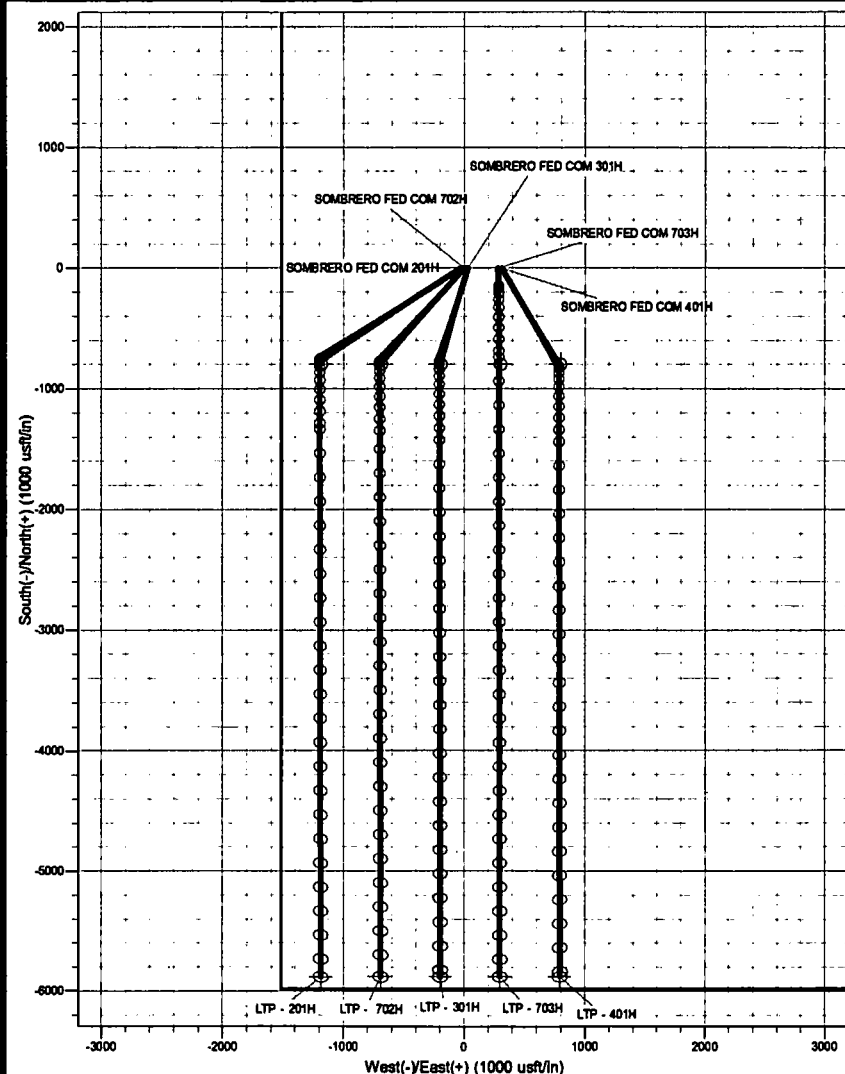 2000
1000
0
-1000
-2000
-3000
-4000
-5000
-6000
South(-)/North(+) (1000 usft/in)
SOMBRERO FED COM 301H
SOMBRERO FED COM 702H
SOMBRERO FED COM 703H
SOMBRERO FED COM 201H
SOMBRERO FED COM 401H
LTP - 201H
LTP - 702H
LTP - 301H
LTP - 703H
LTP - 401H
-3000
-2000
-1000
0
1000
2000
3000
West(-)/East(+) (1000 usft/in)